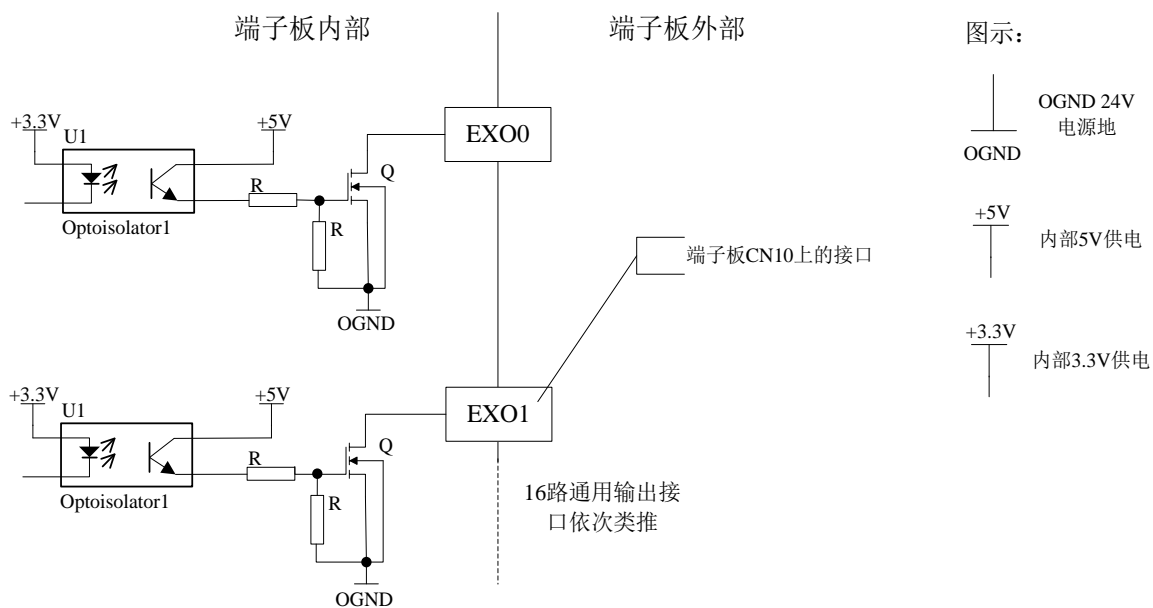 端子板内部
端子板外部
图示：
+3.3V
U1
+5V
EXO0
Q
R
R
Optoisolator1
OGND
端子板CN10上的接口
OGND 24V
电源地
OGND
+5V
内部5V供电
+3.3V
内部3.3V供电
+3.3V
U1
+5V
EXO1
Q
R
R
Optoisolator1
OGND
16路通用输出接
口依次类推